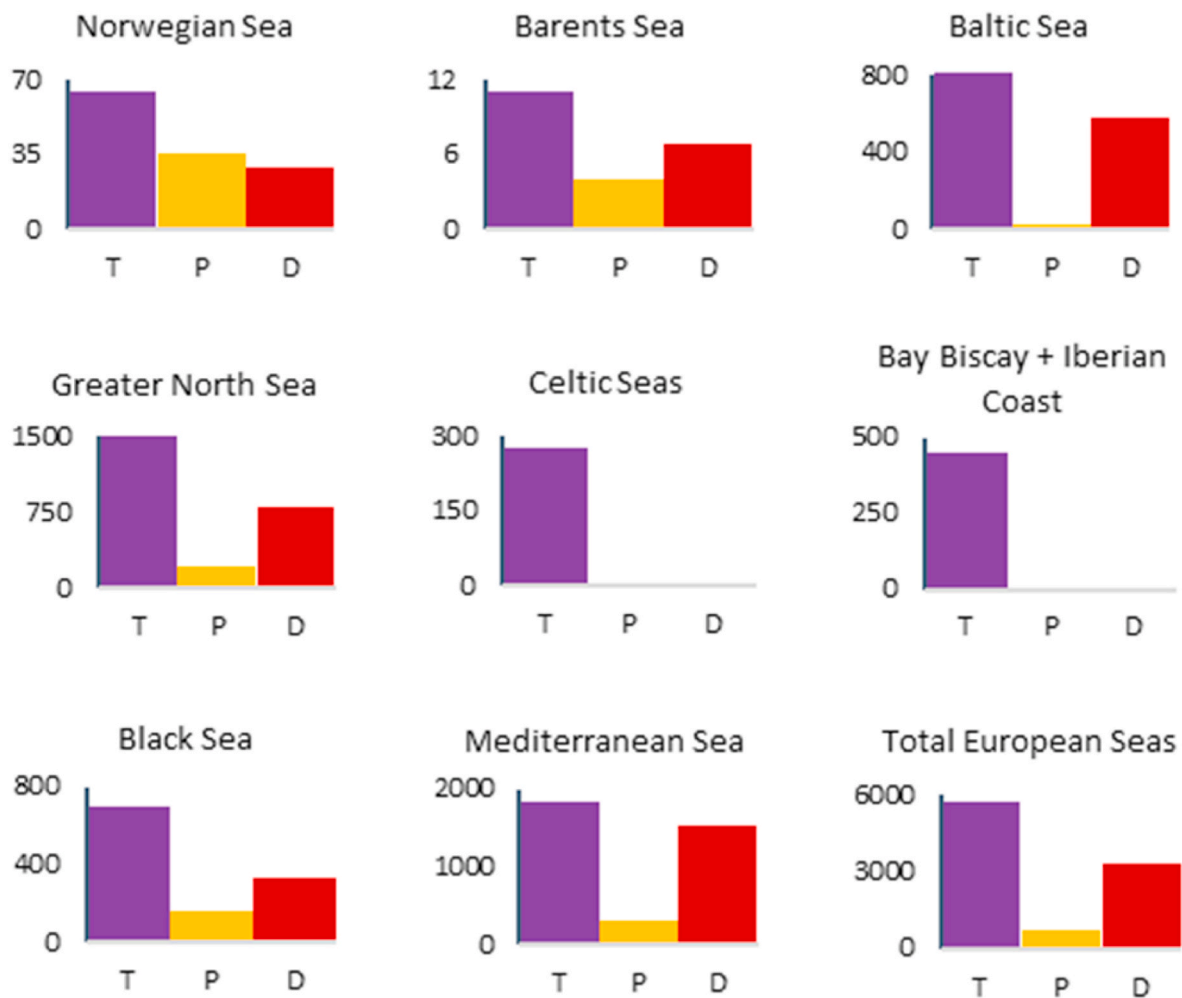 Norwegian Sea
70
35
0
T P D
Barents Sea
12
6
0
T P D
Baltic Sea
800
400
0
T P D
Greater North Sea
1500
750
0
T P D
Celtic Seas
300
150
0
T P D
Bay Biscay + Iberian
Coast
500
250
0
T P D
Black Sea
800
400
0
T P D
Mediterranean Sea
2000
1000
0
T P D
Total European Seas
6000
3000
0
T P D